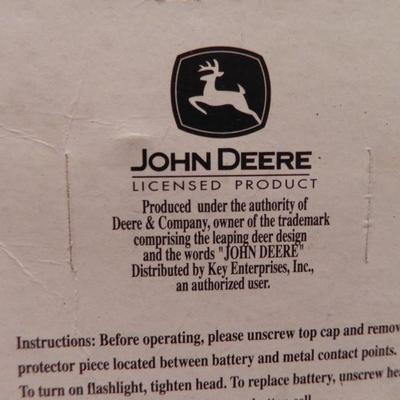 JOHN DEERE
LICENSED PRODUCT
Produced under the authority of
Deere & Company, owner of the trademark
comprising the leaping deer design
and the words "JOHN DEERE"
Distributed by Key Enterprises, Inc.,
an authorized user.
Instructions: Before operating, please unscrew top cap and remov
protector piece located between battery and metal contact points.
To turn on flashlight, tighten head. To replace battery, unscrew he